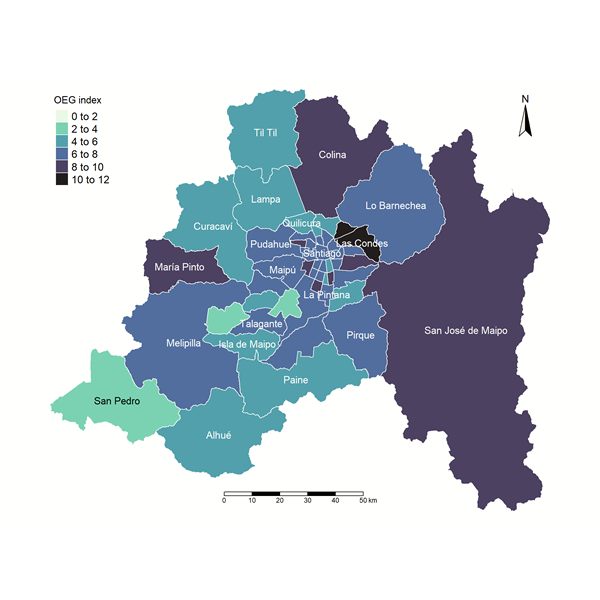 OEG index
0 to 2
2 to 4
4 to 6
6 to 8
8 to 10
10 to 12
N
Til Til
Colina
Lampa
Lo Barnechea
Curacaví
Quilicura
Pudahuel
Las Condes
Santiago
María Pinto
Maipú
La Pintana
Talagante
San José de Maipo
Pirque
Melipilla
Isla de Maipo
Paine
San Pedro
Alhué
0 10 20 30 40 50 km